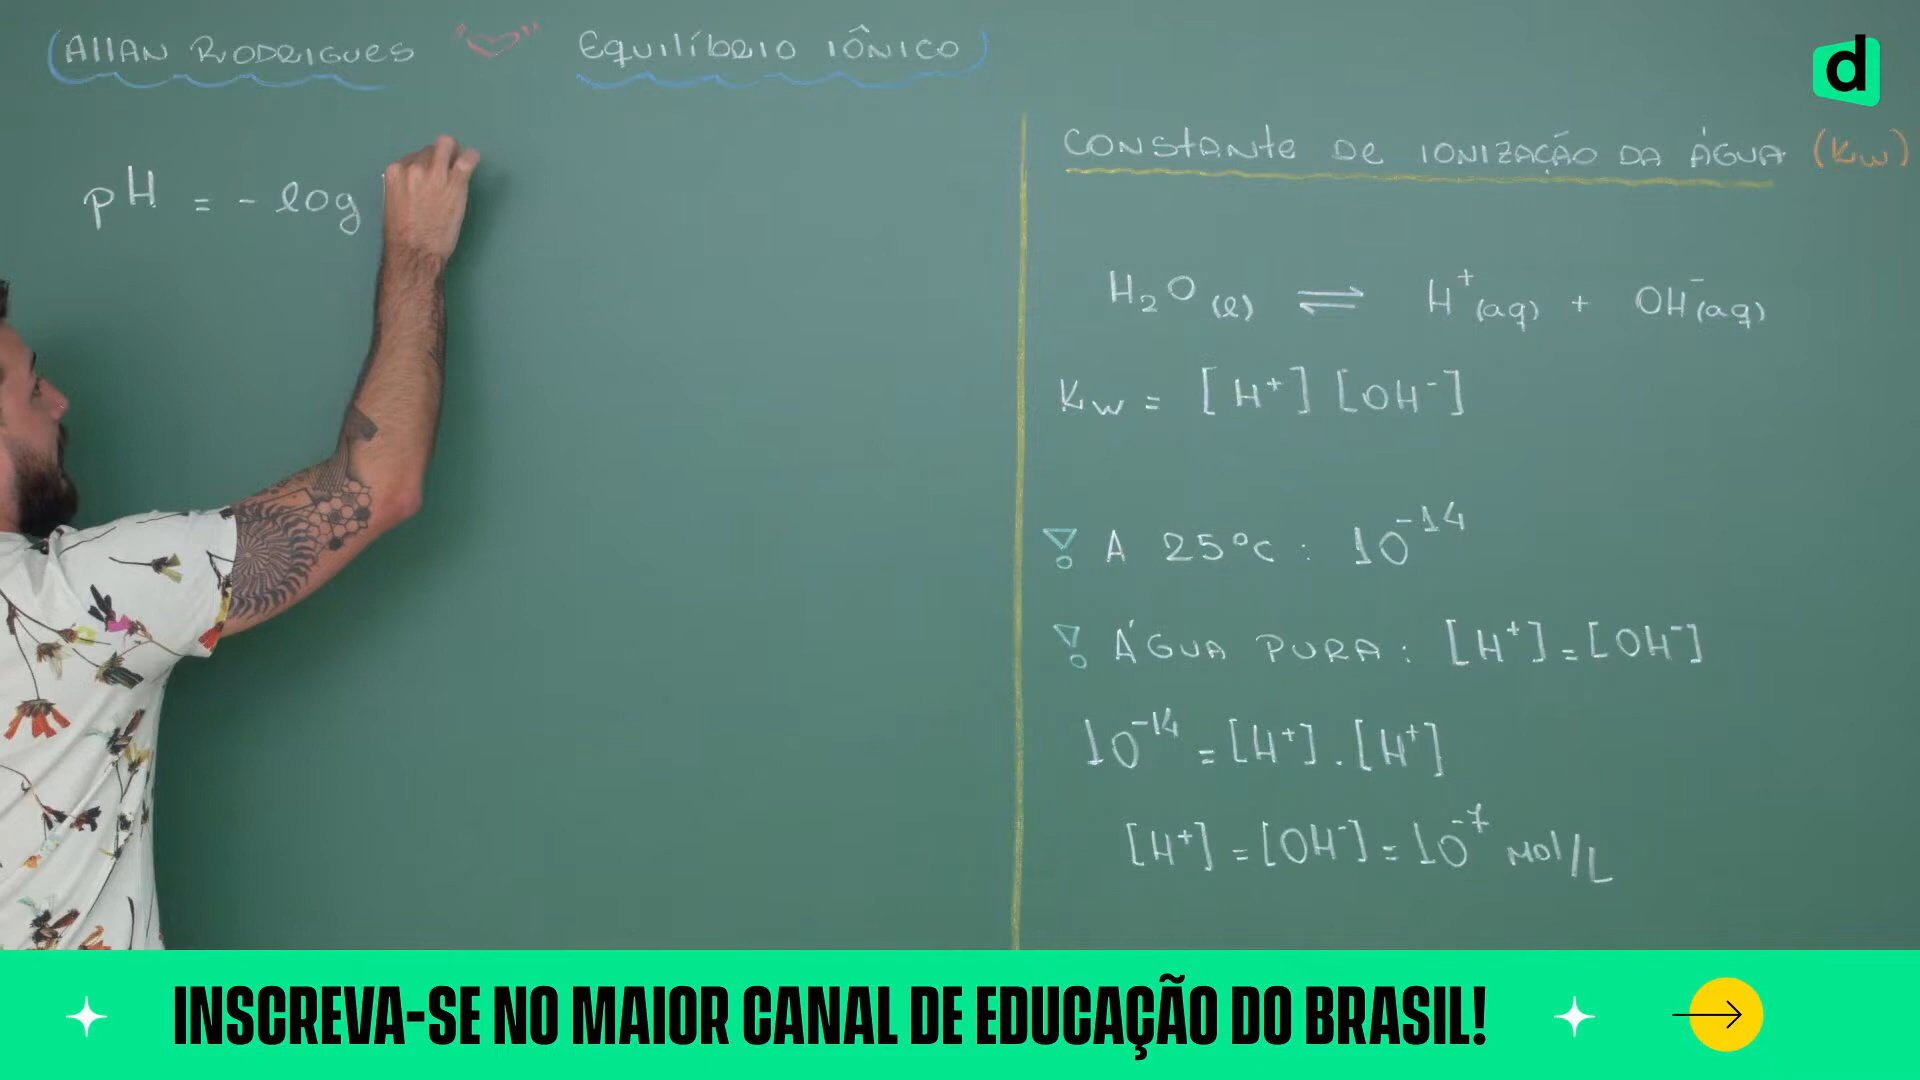 Allan Rodrigues Equilíbrio iônico
d
pH = - log
Constante de ionização da água (Kw)
H₂O (l) ⇌ H⁺(aq) + OH⁻(aq)
Kw = [H⁺] [OH⁻]
A 25°C : 10⁻¹⁴
Água pura : [H⁺] = [OH⁻]
10⁻¹⁴ = [H⁺] . [H⁺]
[H⁺] = [OH⁻] = 10⁻⁷ mol/L
INSCREVA-SE NO MAIOR CANAL DE EDUCAÇÃO DO BRASIL!